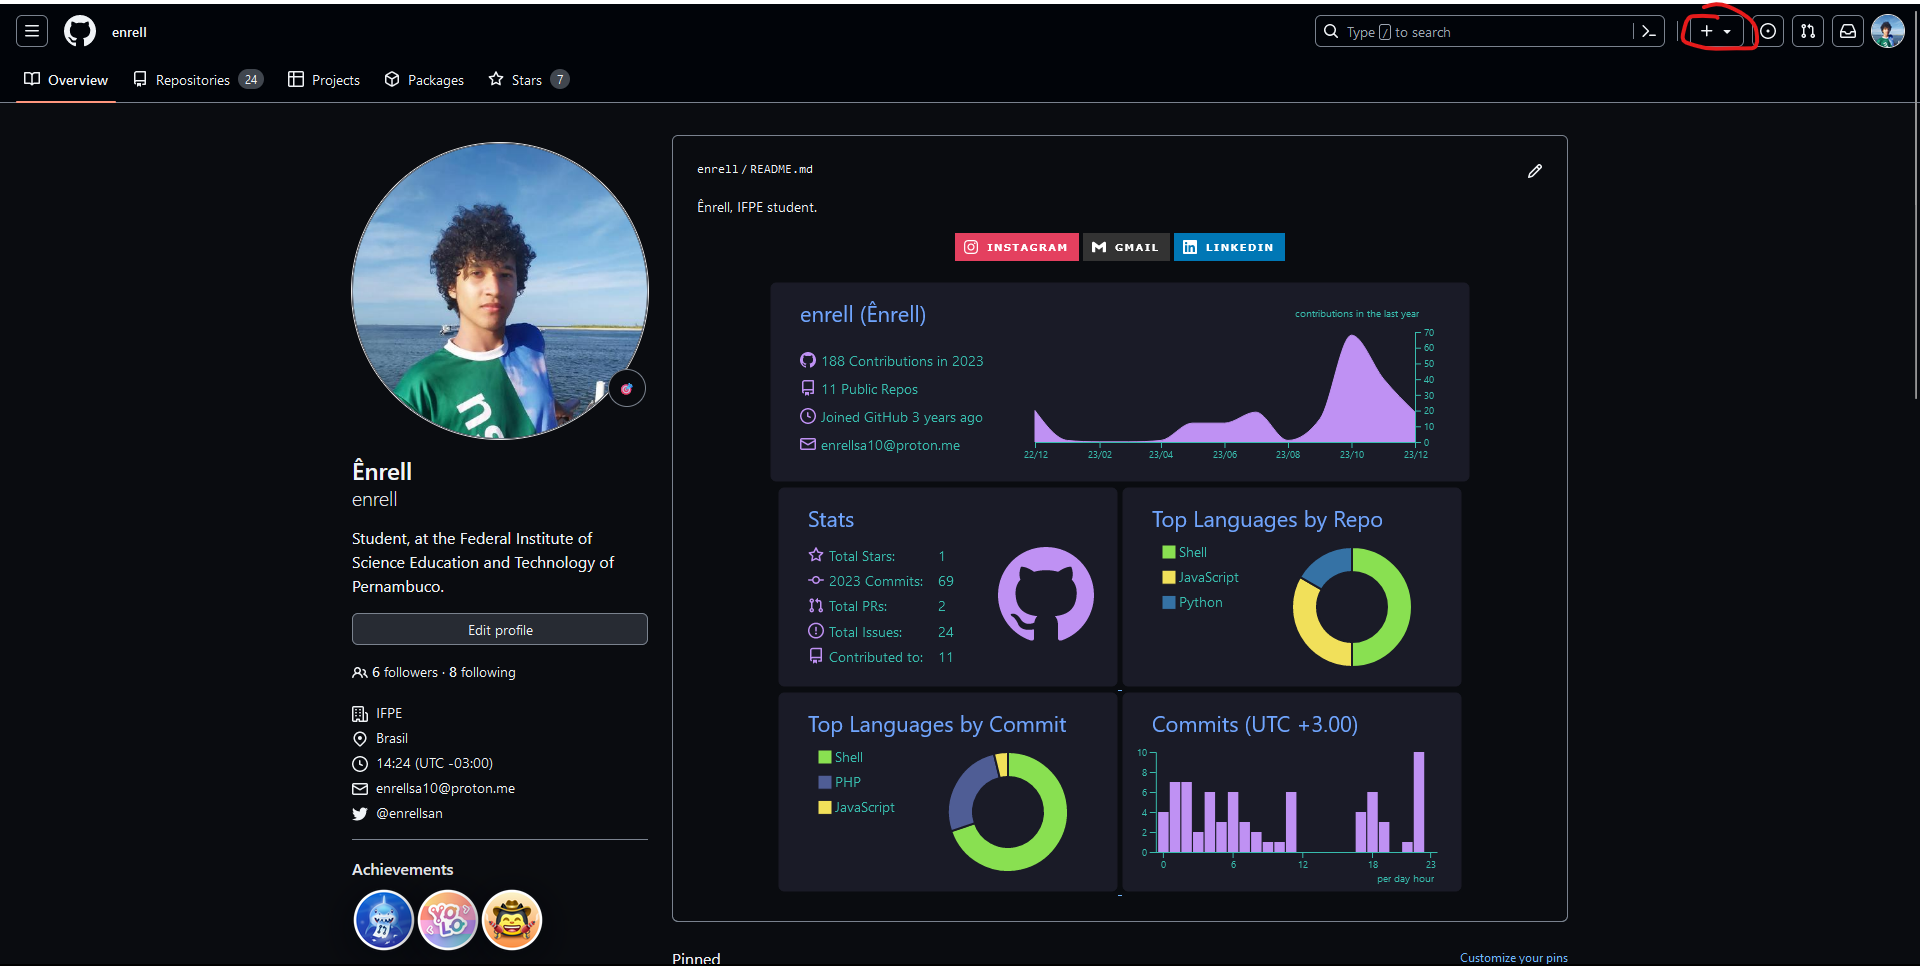 enrell
Type / to search
Overview
Repositories 24
Projects
Packages
Stars 7
Ênrell
enrell
Student, at the Federal Institute of
Science Education and Technology of
Pernambuco.
Edit profile
6 followers · 8 following
IFPE
Brasil
14:24 (UTC -03:00)
enrellsa10@proton.me
@enrellsan
Achievements
YOLO
enrell / README.md
Ênrell, IFPE student.
INSTAGRAM
GMAIL
LINKEDIN
enrell (Ênrell)
188 Contributions in 2023
11 Public Repos
Joined GitHub 3 years ago
enrellsa10@proton.me
contributions in the last year
70
60
50
40
30
20
10
0
22/12 23/02 23/04 23/06 23/08 23/10 23/12
Stats
Total Stars: 1
2023 Commits: 69
Total PRs: 2
Total Issues: 24
Contributed to: 11
Top Languages by Repo
Shell
JavaScript
Python
Top Languages by Commit
Shell
PHP
JavaScript
Commits (UTC +3.00)
10
8
6
4
2
0
0 6 12 18 23
per day hour
Pinned
Customize your pins